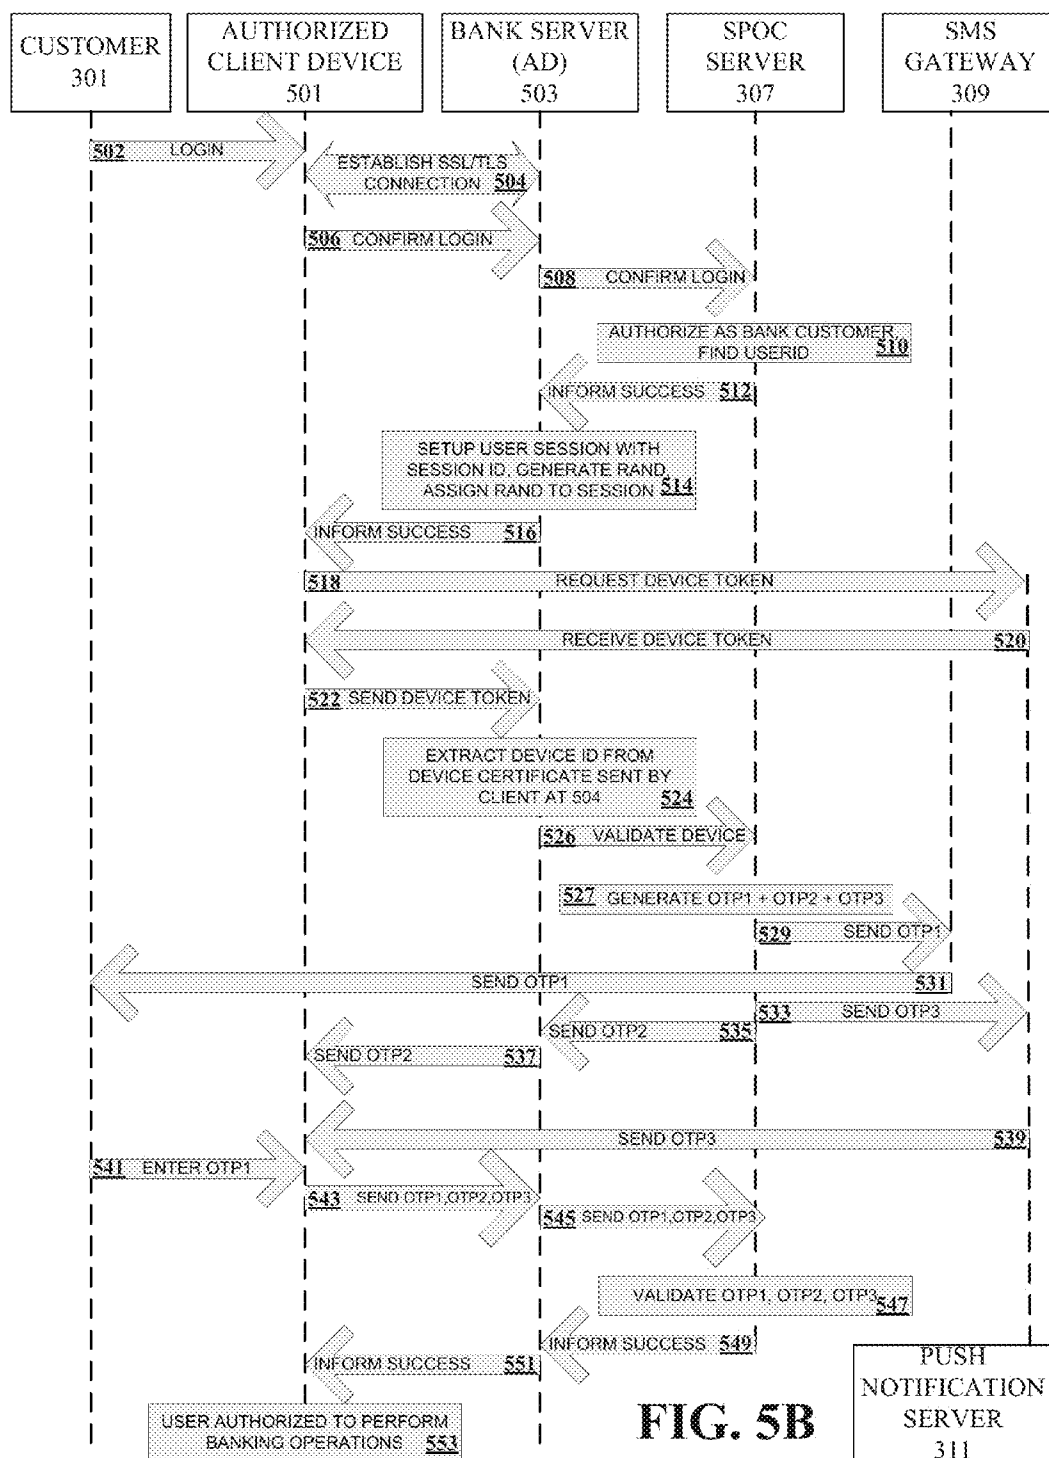 CUSTOMER
301
AUTHORIZED
CLIENT DEVICE
501
BANK SERVER
(AD)
503
SPOC
SERVER
307
SMS
GATEWAY
309
502 LOGIN
ESTABLISH SSL/TLS
CONNECTION 504
506 CONFIRM LOGIN
508 CONFIRM LOGIN
AUTHORIZE AS BANK CUSTOMER,
FIND USERID 510
INFORM SUCCESS 512
SETUP USER SESSION WITH
SESSION ID, GENERATE RAND,
ASSIGN RAND TO SESSION 514
INFORM SUCCESS 516
518 REQUEST DEVICE TOKEN
RECEIVE DEVICE TOKEN 520
522 SEND DEVICE TOKEN
EXTRACT DEVICE ID FROM
DEVICE CERTIFICATE SENT BY
CLIENT AT 504 524
526 VALIDATE DEVICE
527 GENERATE OTP1 + OTP2 + OTP3
529 SEND OTP1
SEND OTP1 531
533 SEND OTP3
SEND OTP2 535
SEND OTP2 537
SEND OTP3 539
541 ENTER OTP1
543 SEND OTP1,OTP2,OTP3
545 SEND OTP1,OTP2,OTP3
VALIDATE OTP1, OTP2, OTP3 547
INFORM SUCCESS 549
INFORM SUCCESS 551
USER AUTHORIZED TO PERFORM
BANKING OPERATIONS 553
FIG. 5B
PUSH
NOTIFICATION
SERVER
311